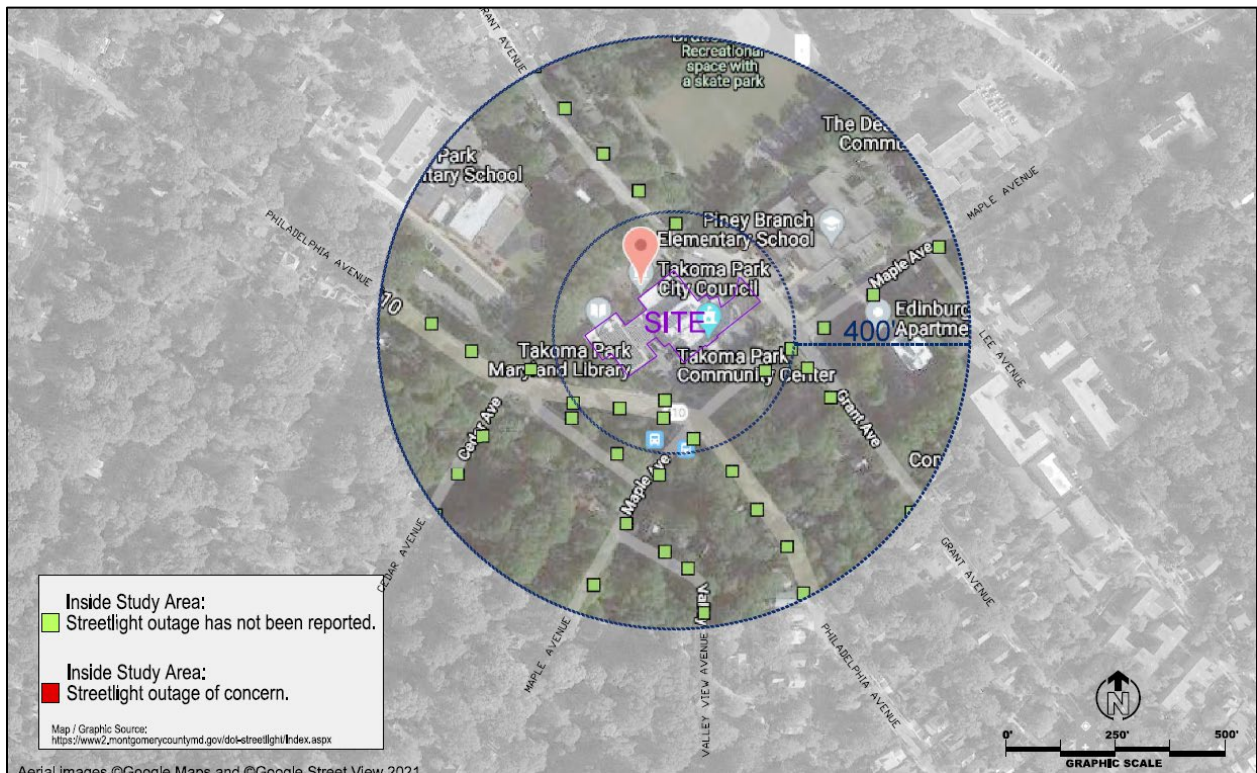 GRANT AVENUE
Recreational
space with
a skate park
The De
Commu
Park
tary School
MAPLE AVENUE
PHILADELPHIA AVENUE
Piney Branch
Elementary School
Maple Ave
10
Takoma Park
City Council
SITE
Edinburg
Apartme
400'
LEE AVENUE
Takoma Park
Maryland Library
Takoma Park
Community Center
10
Cedar Ave
Grant Ave
Maple Ave
Con
CEDAR AVENUE
GRANT AVENUE
Valley
MAPLE AVENUE
VALLEY VIEW AVENUE
PHILADELPHIA AVENUE
Inside Study Area:
Streetlight outage has not been reported.
Inside Study Area:
Streetlight outage of concern.
Map / Graphic Source:
https://www2.montgomerycountymd.gov/dot-streetlight/Index.aspx
N
0' 250' 500'
GRAPHIC SCALE
Aerial images ©Google Maps and ©Google Street View 2021